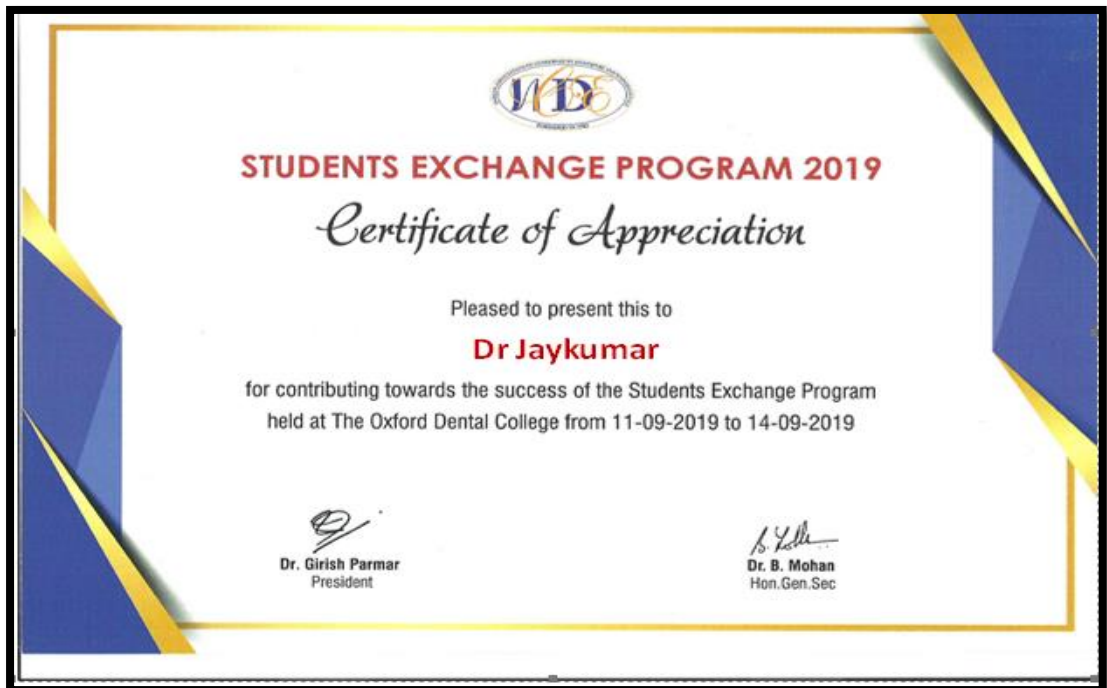 STUDENTS EXCHANGE PROGRAM 2019
Certificate of Appreciation
Pleased to present this to
Dr Jaykumar
for contributing towards the success of the Students Exchange Program
held at The Oxford Dental College from 11-09-2019 to 14-09-2019
Dr. Girish Parmar
President
Dr. B. Mohan
Hon.Gen.Sec